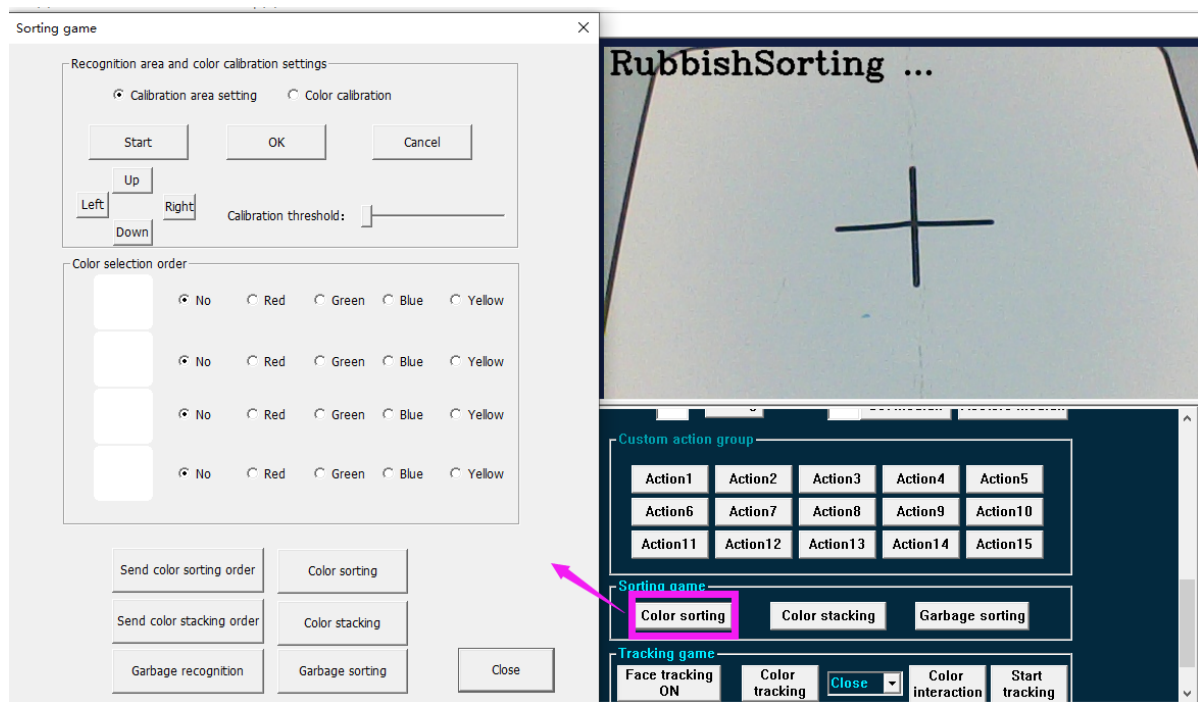 Sorting game
Recognition area and color calibration settings
Calibration area setting Color calibration
Start OK Cancel
Up
Left Right
Calibration threshold:
Down
Color selection order
No Red Green Blue Yellow
No Red Green Blue Yellow
No Red Green Blue Yellow
No Red Green Blue Yellow
Send color sorting order Color sorting
Send color stacking order Color stacking
Garbage recognition Garbage sorting Close
RubbishSorting ...
Custom action group
Action1 Action2 Action3 Action4 Action5
Action6 Action7 Action8 Action9 Action10
Action11 Action12 Action13 Action14 Action15
Sorting game
Color sorting Color stacking Garbage sorting
Tracking game
Face tracking ON Color tracking Close Color interaction Start tracking